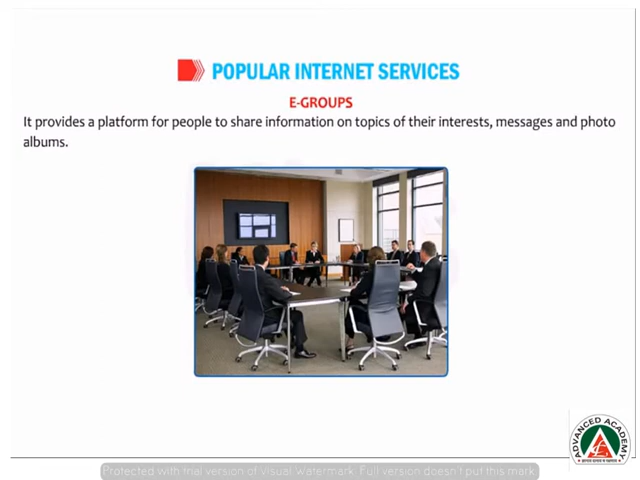 POPULAR INTERNET SERVICES
E-GROUPS
It provides a platform for people to share information on topics of their interests, messages and photo
albums.
ADVANCED ACADEMY
Protected with trial version of Visual Watermark. Full version doesn't put this mark.